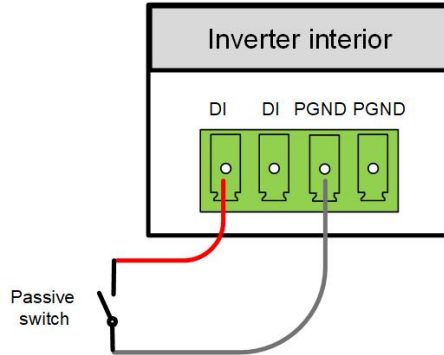 Inverter interior
DI DI PGND PGND
Passive
switch